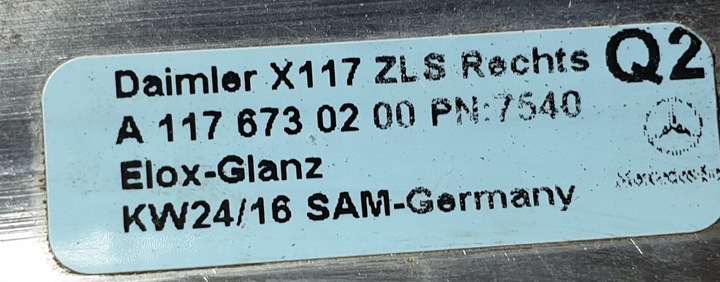 Daimler X117 ZLS Rechts Q2
A 117 673 02 00 PN:7540
Elox-Glanz
KW24/16 SAM-Germany